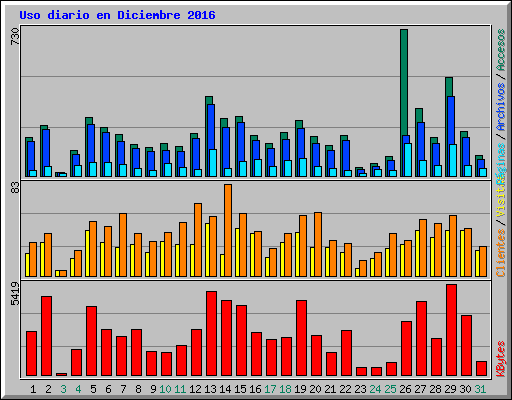 Uso diario en Diciembre 2016
730
83
5419
Accesos
/
Archivos
/
Páginas
Visitas
/
Clientes
KBytes
1 2 3 4 5 6 7 8 9 10 11 12 13 14 15 16 17 18 19 20 21 22 23 24 25 26 27 28 29 30 31